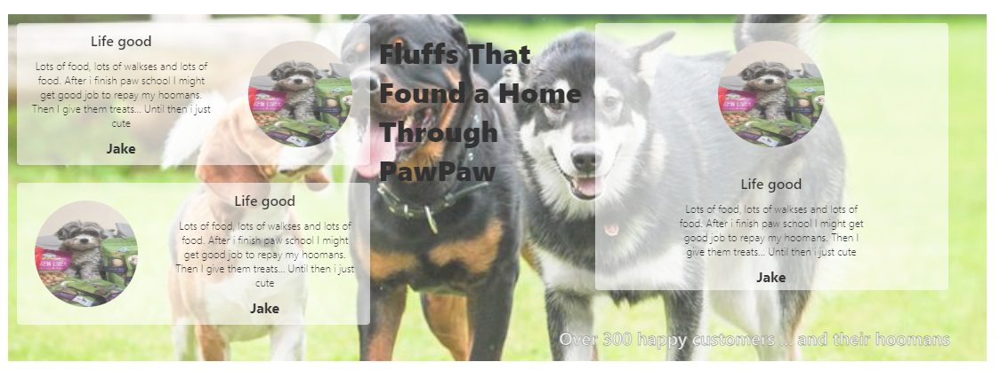 Life good
Lots of food, lots of walkses and lots of
food. After i finish paw school I might
get good job to repay my hoomans.
Then I give them treats... Until then i just
cute
Jake
Life good
Lots of food, lots of walkses and lots of
food. After i finish paw school I might
get good job to repay my hoomans.
Then I give them treats... Until then i just
cute
Jake
Fluffs That
Found a Home
Through
PawPaw
Life good
Lots of food, lots of walkses and lots of
food. After i finish paw school I might get
good job to repay my hoomans. Then I
give them treats... Until then i just cute
Jake
Over 300 happy customers ... and their hoomans